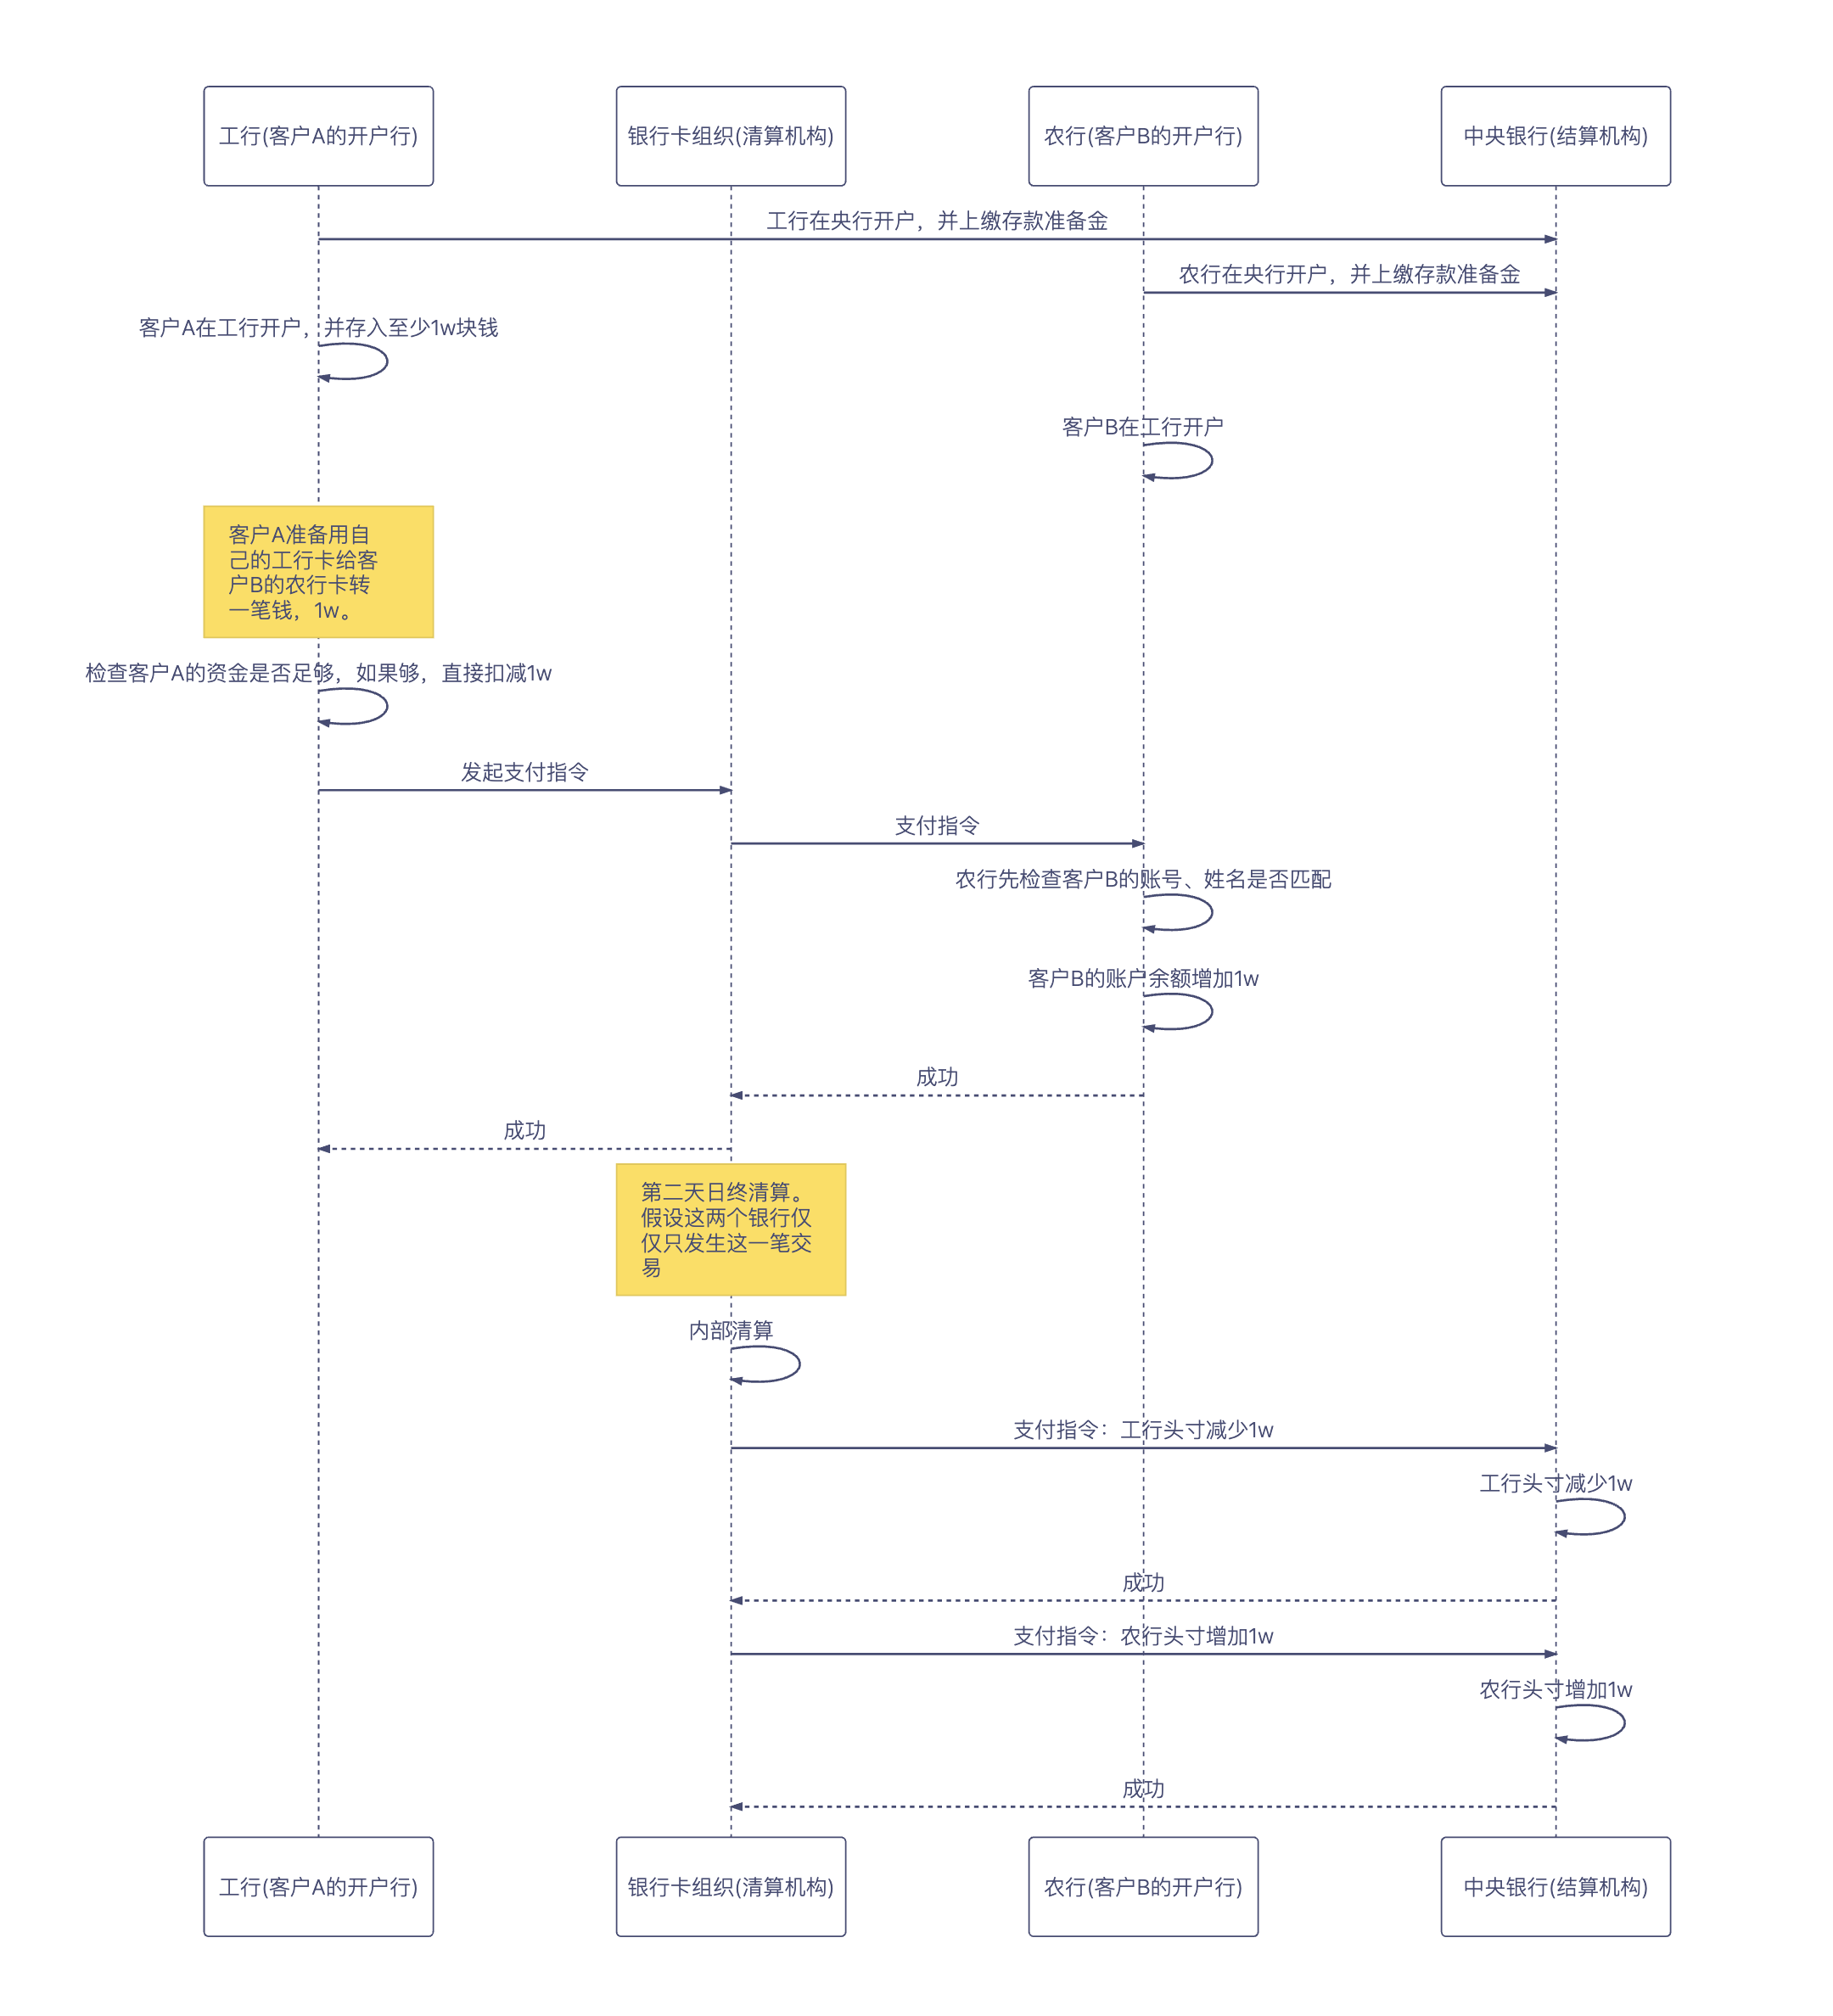 工行(客户A的开户行)
银行卡组织(清算机构)
农行(客户B的开户行)
中央银行(结算机构)
工行在央行开户，并上缴存款准备金
农行在央行开户，并上缴存款准备金
客户A在工行开户，并存入至少1w块钱
客户B在工行开户
客户A准备用自
己的工行卡给客
户B的农行卡转
一笔钱，1w。
检查客户A的资金是否足够，如果够，直接扣减1w
发起支付指令
支付指令
农行先检查客户B的账号、姓名是否匹配
客户B的账户余额增加1w
成功
成功
第二天日终清算。
假设这两个银行仅
仅只发生这一笔交
易
内部清算
支付指令：工行头寸减少1w
工行头寸减少1w
成功
支付指令：农行头寸增加1w
农行头寸增加1w
成功
工行(客户A的开户行)
银行卡组织(清算机构)
农行(客户B的开户行)
中央银行(结算机构)